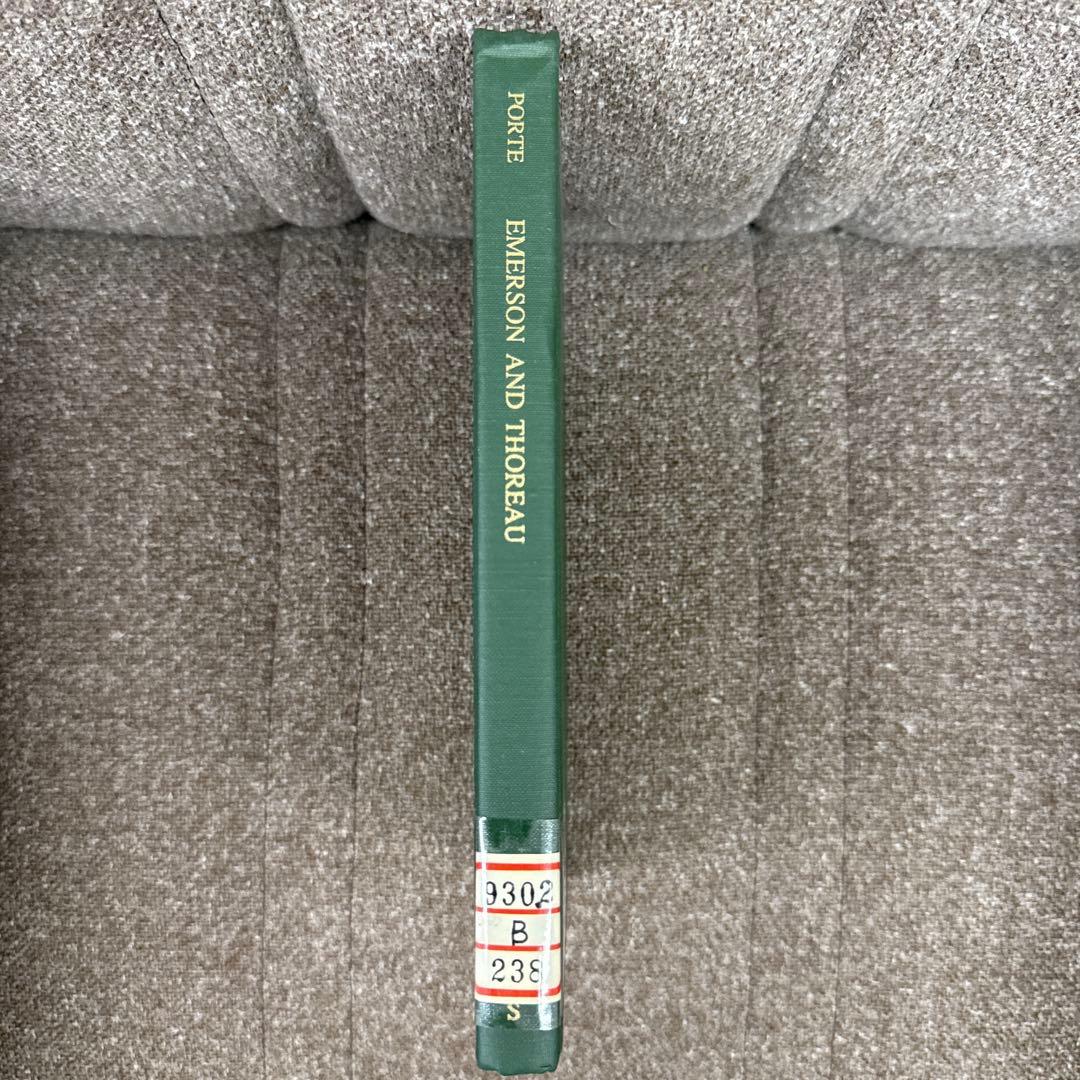 PORTE EMERSON AND THOREAU
9302
B
238
S